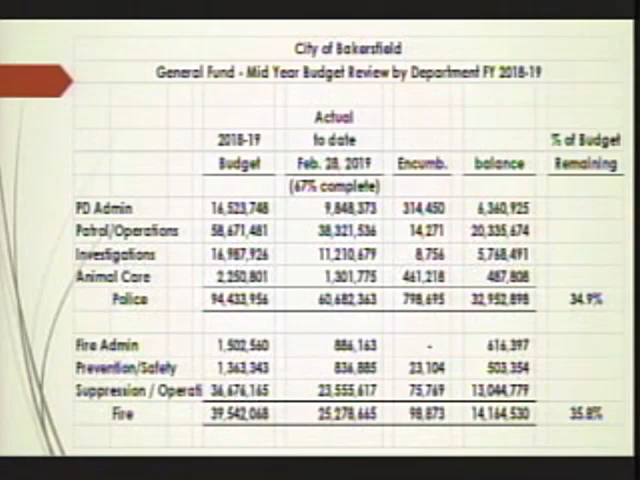 City of Bakersfield
General Fund - Mid Year Budget Review by Department FY 2018-19
Actual
2018-19 to date % of Budget
Budget Feb. 28, 2019 Encumb. balance Remaining
(67% complete)
PD Admin 16,523,748 9,848,373 314,450 6,360,925
Patrol/Operations 58,671,481 38,321,536 14,271 20,335,674
Investigations 16,987,926 11,210,679 8,756 5,768,491
Animal Care 2,250,801 1,301,775 461,218 487,808
Police 94,433,956 60,682,363 798,695 32,952,898 34.9%
Fire Admin 1,502,560 886,163 - 616,397
Prevention/Safety 1,363,343 836,885 23,104 503,354
Suppression / Operati 36,676,165 23,555,617 75,769 13,044,779
Fire 39,542,068 25,278,665 98,873 14,164,530 35.8%